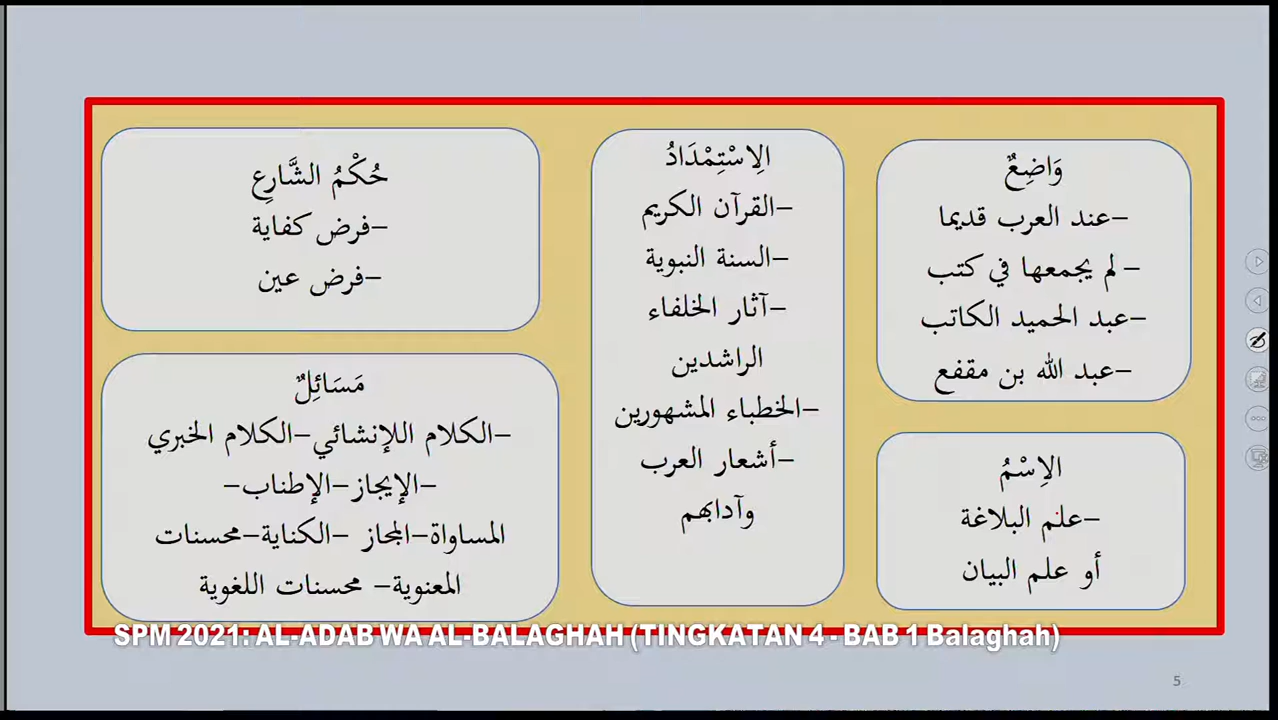 وَاضِعٌ
–عند العرب قديما
– لم يجمعها في كتب
–عبد الحميد الكاتب
–عبد الله بن مقفع
الِاسْمُ
–علم البلاغة
أو علم البيان
الِاسْتِمْدَادُ
–القرآن الكريم
–السنة النبوية
–آثار الخلفاء
الراشدين
–الخطباء المشهورين
–أشعار العرب
وآدابهم
حُكْمُ الشَّارِعِ
–فرض كفاية
–فرض عين
مَسَائِلٌ
–الكلام اللإنشائي–الكلام الخبري
–الإيجاز–الإطناب–
المساواة–المجاز –الكناية–محسنات
المعنوية– محسنات اللغوية
SPM 2021: AL-ADAB WA AL-BALAGHAH (TINGKATAN 4 - BAB 1 Balaghah)
5